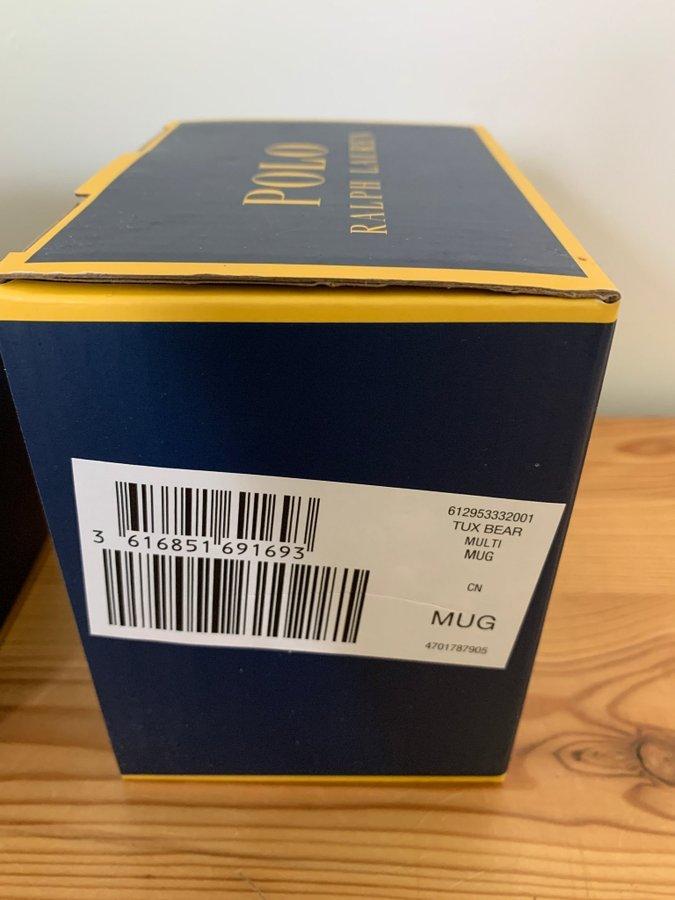 POLO
RALPH LAUREN
3 616851 691693
612953332001
TUX BEAR
MULTI
MUG
CN
MUG
4701787905